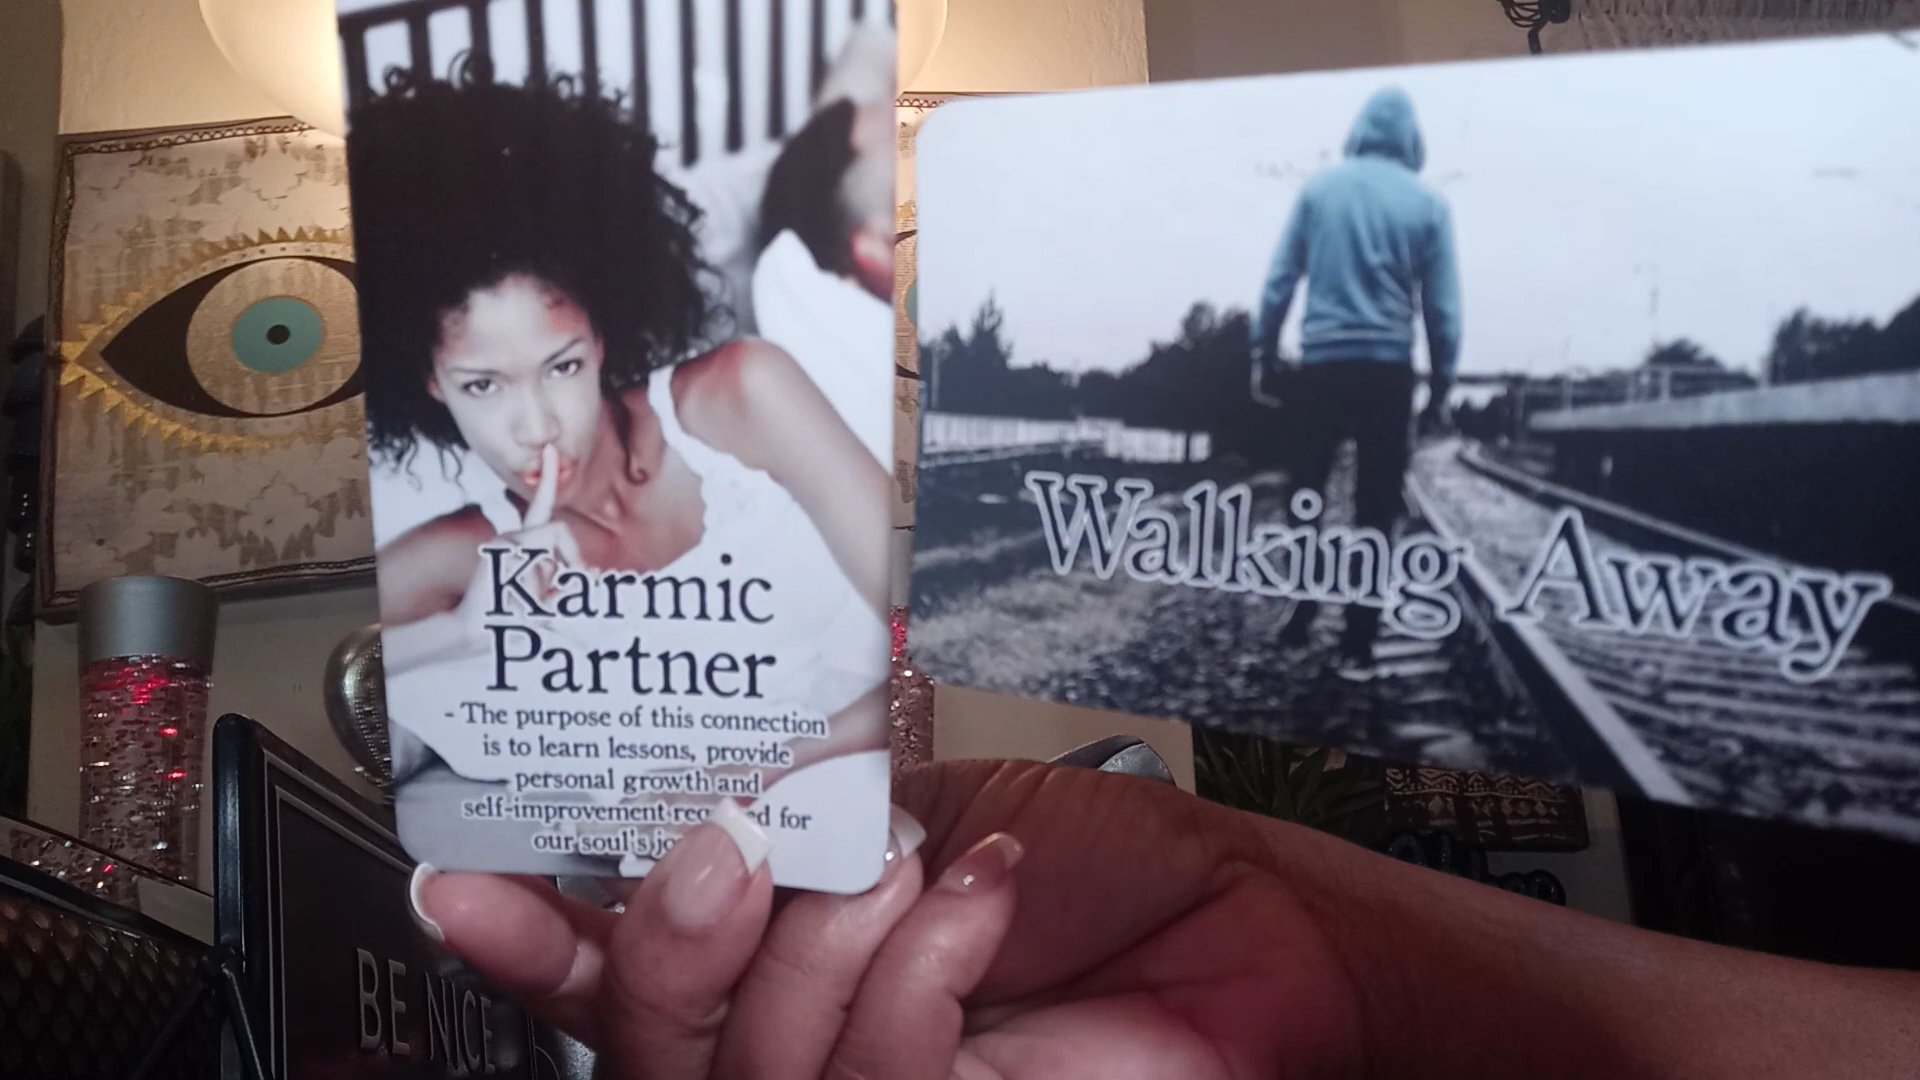 Karmic
Partner
- The purpose of this connection
is to learn lessons, provide
personal growth and
self-improvement for
our soul's
Walking Away
BE NICE